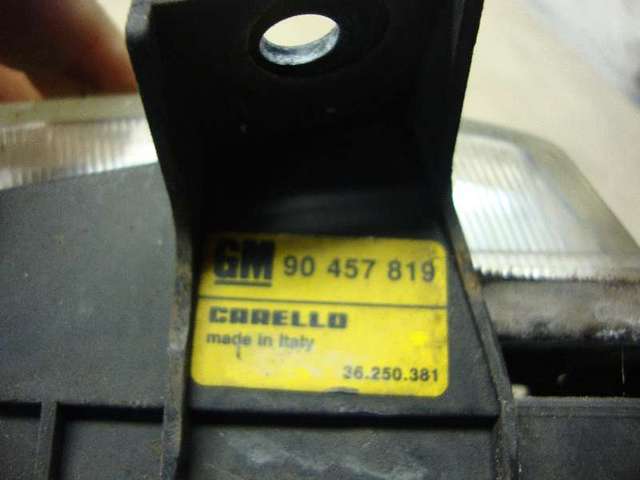 GM 90 457 819
CARELLO
made in Italy
36.250.381